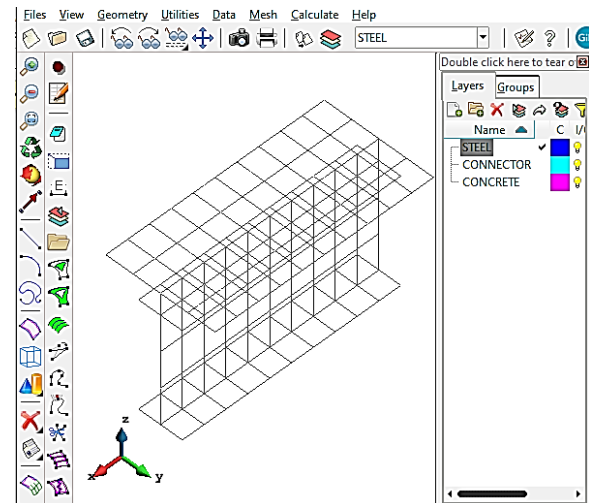 Files View Geometry Utilities Data Mesh Calculate Help
STEEL
Gi
Double click here to tear o
Layers Groups
Name C I/
STEEL
CONNECTOR
CONCRETE
E
z
x
y